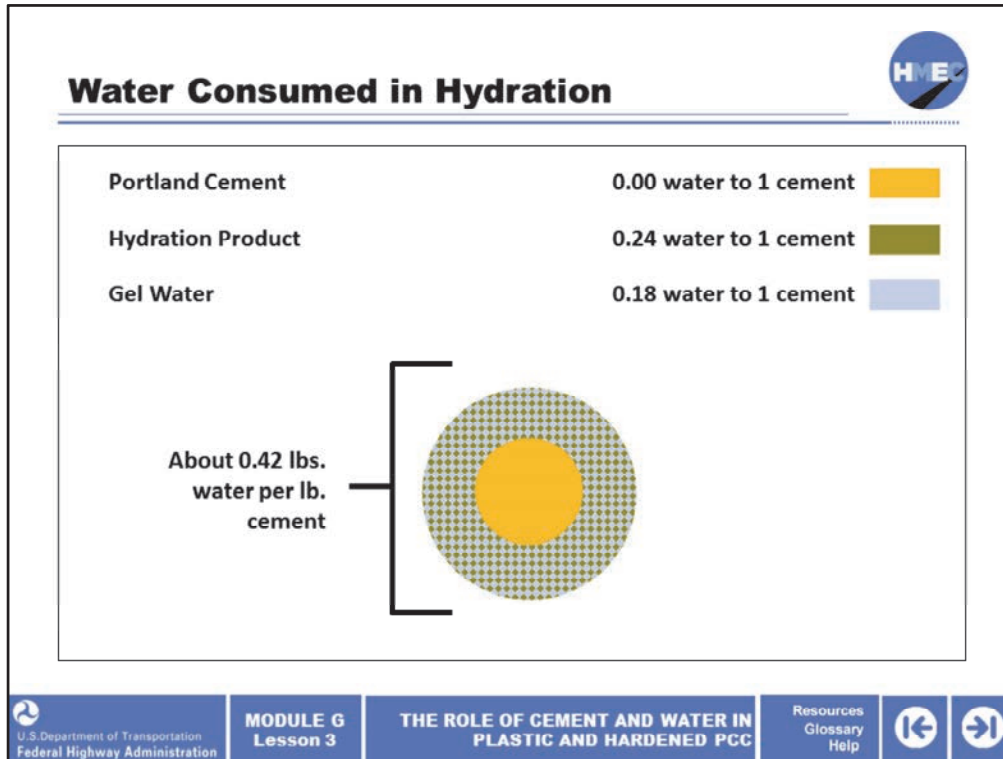 HMEC
Water Consumed in Hydration
Portland Cement 0.00 water to 1 cement
Hydration Product 0.24 water to 1 cement
Gel Water 0.18 water to 1 cement
About 0.42 lbs.
water per lb.
cement
U.S.Department of Transportation
Federal Highway Administration
MODULE G
Lesson 3
THE ROLE OF CEMENT AND WATER IN
PLASTIC AND HARDENED PCC
Resources
Glossary
Help